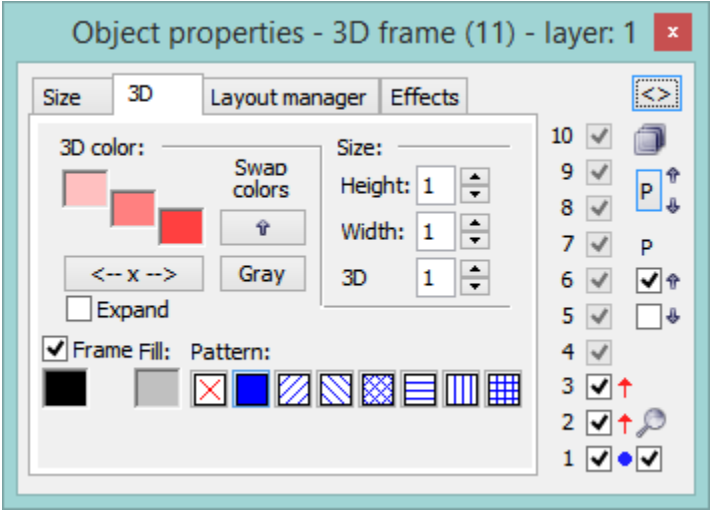 Object properties - 3D frame (11) - layer: 1 x
Size 3D Layout manager Effects <>
3D color: Size:
Swap
colors
Height: 1
Width: 1
3D 1
<-- x --> Gray
Expand
Frame Fill: Pattern:
10
9
P
8
7 P
6
5
4
3
2
1